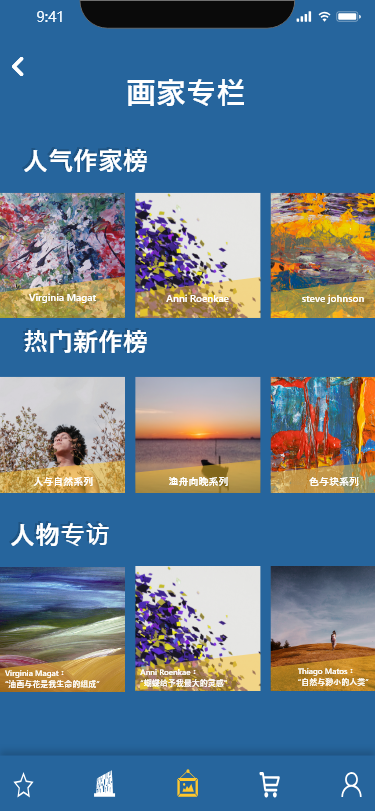 9:41
画家专栏
人气作家榜
Virginia Magat
Anni Roenkae
steve johnson
热门新作榜
人与自然系列
渔舟向晚系列
色与块系列
人物专访
Virginia Magat：
“油画与花是我生命的组成”
Anni Roenkae：
“蝴蝶给予我最大的灵感”
Thiago Matos：
“自然与渺小的人类”